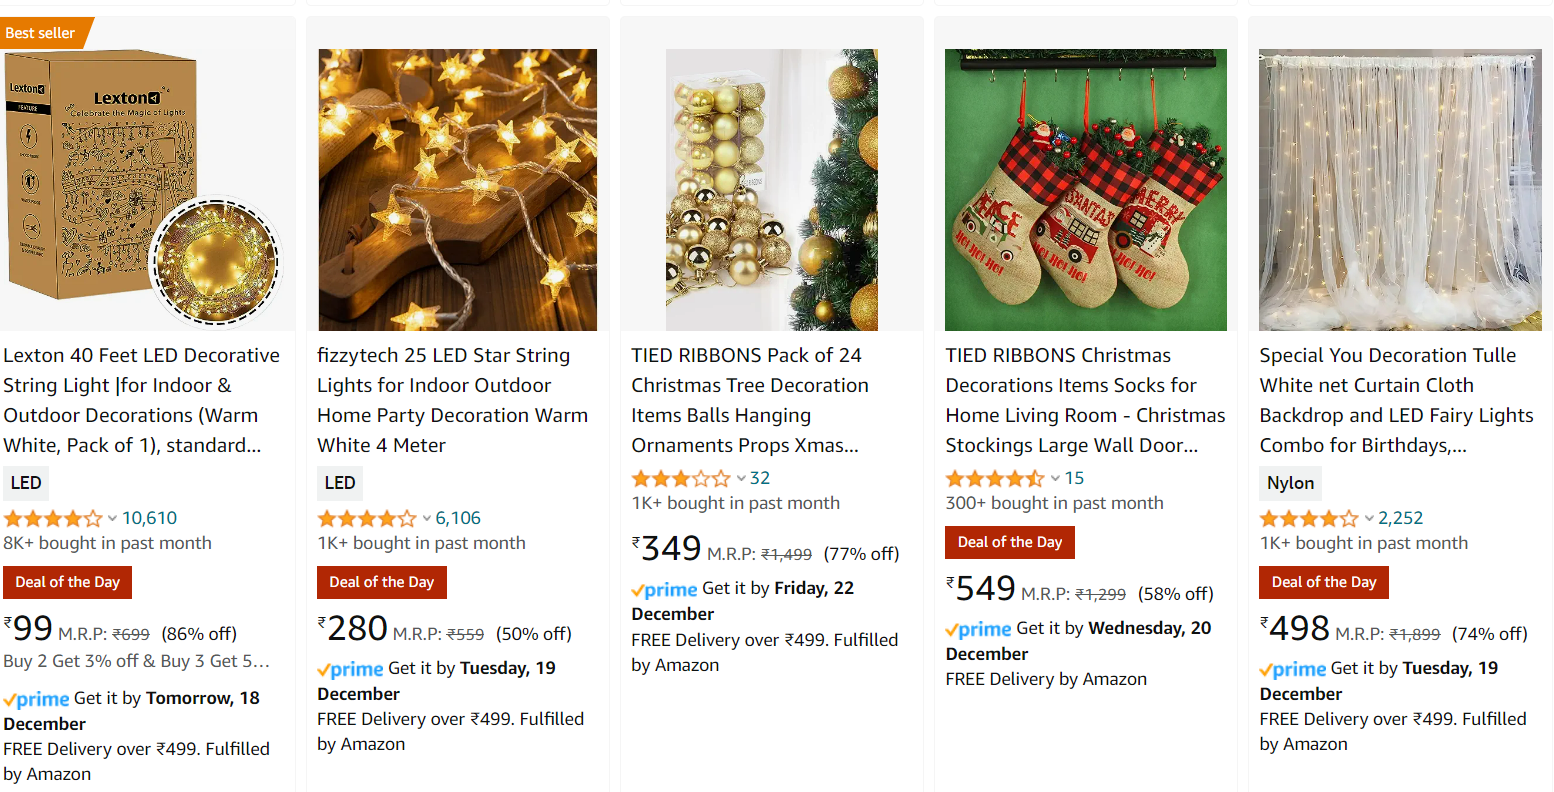 Best seller
Lexton
FEATURE
Lexton
Celebrate the Magic of Lights
Lexton 40 Feet LED Decorative
String Light |for Indoor &
Outdoor Decorations (Warm
White, Pack of 1), standard...
LED
10,610
8K+ bought in past month
Deal of the Day
₹99 M.R.P: ₹699 (86% off)
Buy 2 Get 3% off & Buy 3 Get 5…
prime Get it by Tomorrow, 18
December
FREE Delivery over ₹499. Fulfilled
by Amazon
fizzytech 25 LED Star String
Lights for Indoor Outdoor
Home Party Decoration Warm
White 4 Meter
LED
6,106
1K+ bought in past month
Deal of the Day
₹280 M.R.P: ₹559 (50% off)
prime Get it by Tuesday, 19
December
FREE Delivery over ₹499. Fulfilled
by Amazon
TIED RIBBONS Pack of 24
Christmas Tree Decoration
Items Balls Hanging
Ornaments Props Xmas...
32
1K+ bought in past month
₹349 M.R.P: ₹1,499 (77% off)
prime Get it by Friday, 22
December
FREE Delivery over ₹499. Fulfilled
by Amazon
PEACE
HO! HO! HO!
SANTAS
HO! HO! HO!
MERRY
HO! HO! HO!
TIED RIBBONS Christmas
Decorations Items Socks for
Home Living Room - Christmas
Stockings Large Wall Door...
15
300+ bought in past month
Deal of the Day
₹549 M.R.P: ₹1,299 (58% off)
prime Get it by Wednesday, 20
December
FREE Delivery by Amazon
Special You Decoration Tulle
White net Curtain Cloth
Backdrop and LED Fairy Lights
Combo for Birthdays,...
Nylon
2,252
1K+ bought in past month
Deal of the Day
₹498 M.R.P: ₹1,899 (74% off)
prime Get it by Tuesday, 19
December
FREE Delivery over ₹499. Fulfilled
by Amazon